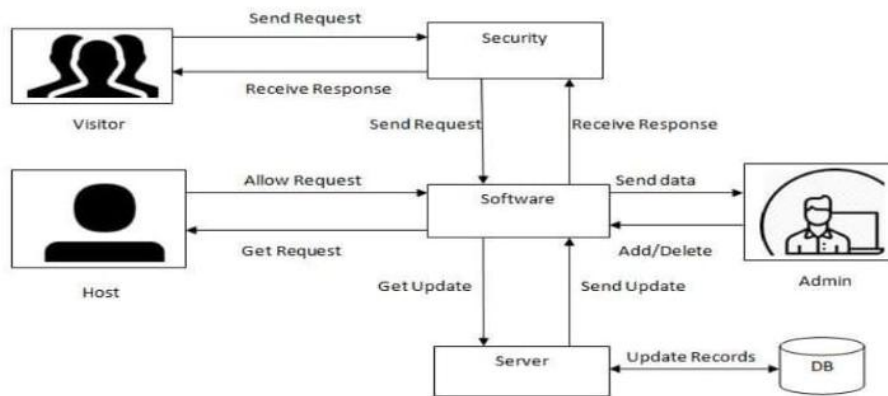 Send Request
Security
Receive Response
Visitor
Send Request
Receive Response
Allow Request
Software
Send data
Get Request
Add/Delete
Host
Admin
Get Update
Send Update
Server
Update Records
DB